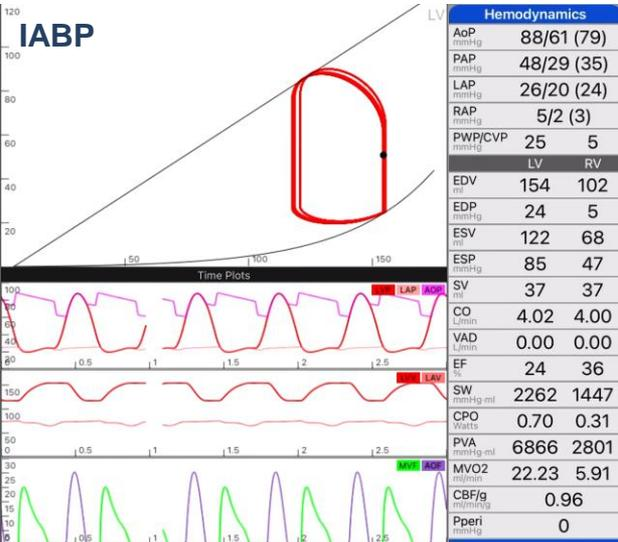 120
LV
IABP
100
80
60
40
20
50
100
150
Time Plots
LAP AOP
100
80
60
40
0.5
1
1.5
2
2.5
LAV
150
100
50
0
0.5
1
1.5
2
2.5
MVF AOF
30
25
20
15
10
0.5
1
1.5
2
2.5
Hemodynamics
AoP mmHg 88/61 (79)
PAP mmHg 48/29 (35)
LAP mmHg 26/20 (24)
RAP mmHg 5/2 (3)
PWP/CVP mmHg 25 5
LV RV
EDV ml 154 102
EDP mmHg 24 5
ESV ml 122 68
ESP mmHg 85 47
SV ml 37 37
CO L/min 4.02 4.00
VAD L/min 0.00 0.00
EF % 24 36
SW mmHg·ml 2262 1447
CPO Watts 0.70 0.31
PVA mmHg·ml 6866 2801
MVO2 ml/min 22.23 5.91
CBF/g ml/min/g 0.96
Pperi mmHg 0